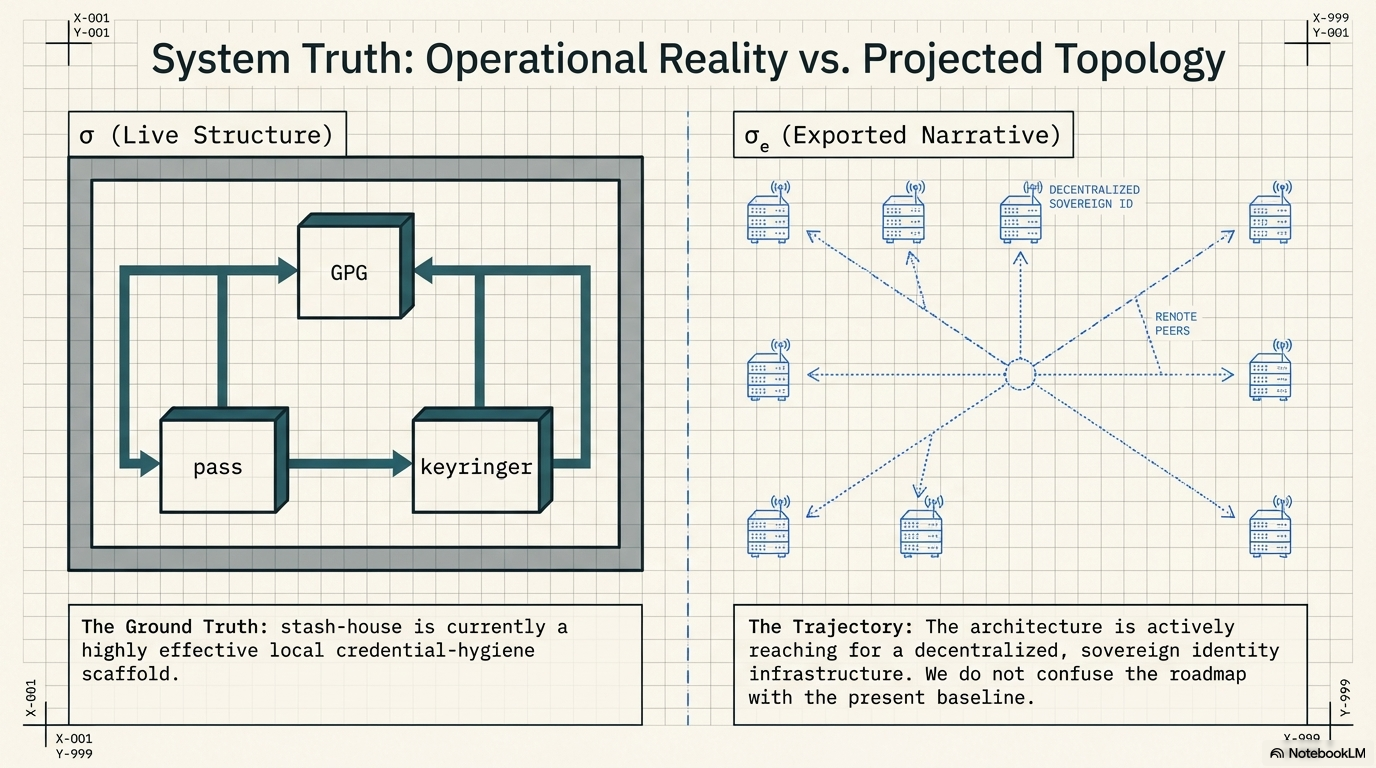 X-001
Y-001
X-999
Y-001
System Truth: Operational Reality vs. Projected Topology
σ (Live Structure)
GPG
pass
keyringer
The Ground Truth: stash-house is currently a
highly effective local credential-hygiene
scaffold.
σe (Exported Narrative)
DECENTRALIZED
SOVEREIGN ID
RENOTE
PEERS
The Trajectory: The architecture is actively
reaching for a decentralized, sovereign identity
infrastructure. We do not confuse the roadmap
with the present baseline.
X-001
X-001
Y-999
Y-999
X-999
NotebookLM